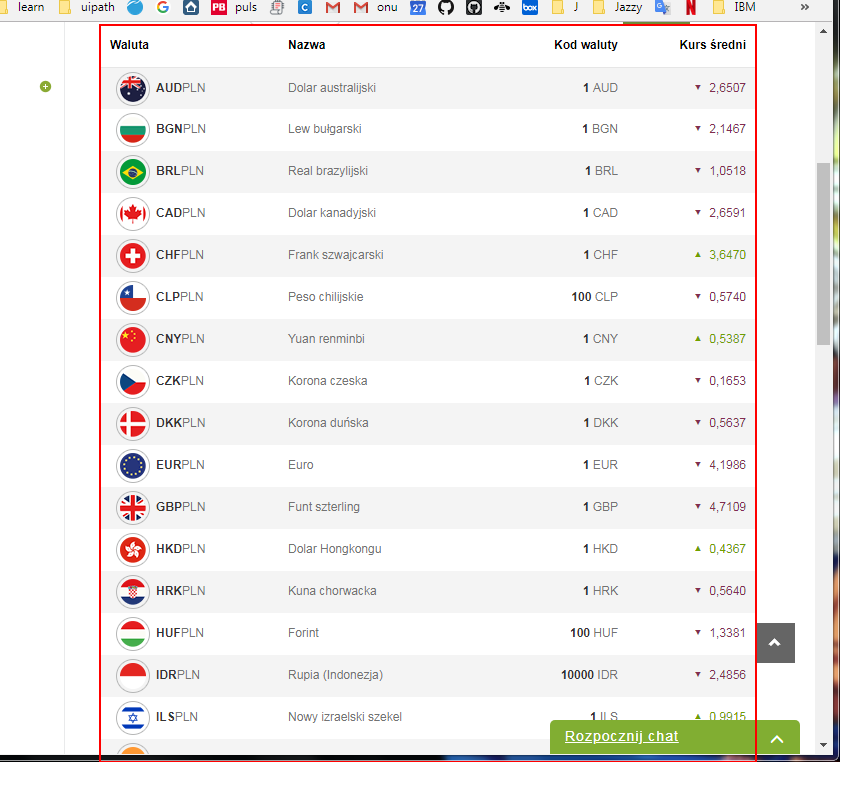 learn uipath PB puls C onu 27 box J Jazzy N IBM »
Waluta Nazwa Kod waluty Kurs średni
AUDPLN Dolar australijski 1 AUD ▼ 2,6507
BGNPLN Lew bułgarski 1 BGN ▼ 2,1467
BRLPLN Real brazylijski 1 BRL ▼ 1,0518
CADPLN Dolar kanadyjski 1 CAD ▼ 2,6591
CHFPLN Frank szwajcarski 1 CHF ▲ 3,6470
CLPPLN Peso chilijskie 100 CLP ▼ 0,5740
CNYPLN Yuan renminbi 1 CNY ▲ 0,5387
CZKPLN Korona czeska 1 CZK ▼ 0,1653
DKKPLN Korona duńska 1 DKK ▼ 0,5637
EURPLN Euro 1 EUR ▼ 4,1986
GBPPLN Funt szterling 1 GBP ▼ 4,7109
HKDPLN Dolar Hongkongu 1 HKD ▲ 0,4367
HRKPLN Kuna chorwacka 1 HRK ▼ 0,5640
HUFPLN Forint 100 HUF ▼ 1,3381
IDRPLN Rupia (Indonezja) 10000 IDR ▼ 2,4856
ILSPLN Nowy izraelski szekel 1 ILS ▲ 0,9915
Rozpocznij chat